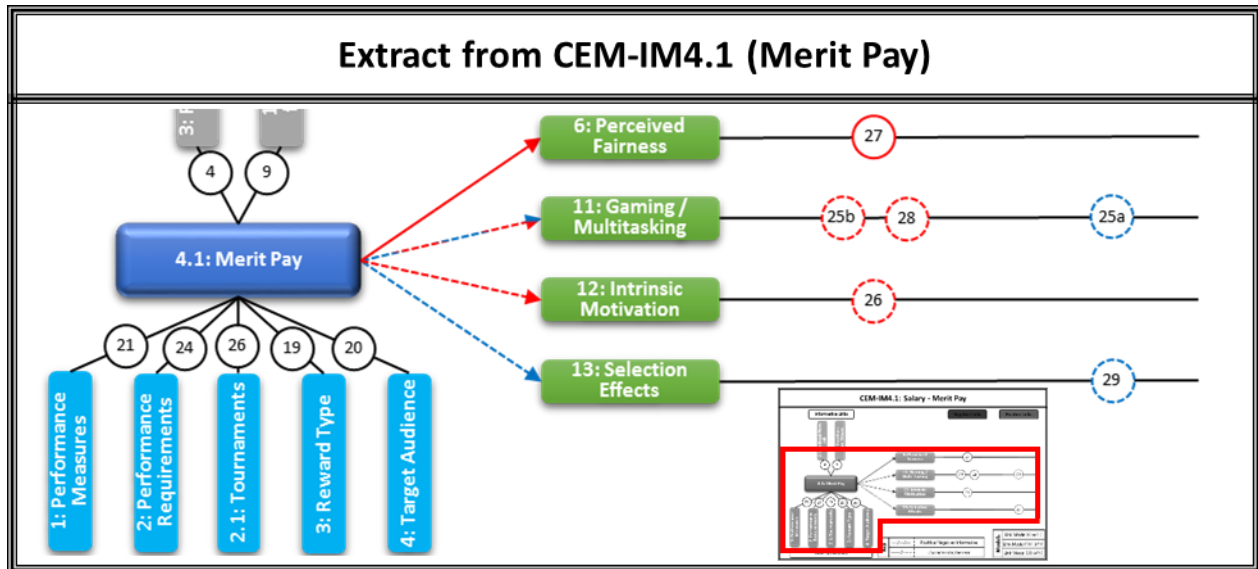 Extract from CEM-IM4.1 (Merit Pay)
3:
1
4
9
4.1: Merit Pay
21
24
26
19
20
1: Performance
Measures
2: Performance
Requirements
2.1: Tournaments
3: Reward Type
4: Target Audience
6: Perceived
Fairness
27
11: Gaming /
Multitasking
25b
28
25a
12: Intrinsic
Motivation
26
13: Selection
Effects
29
CEM-IM4.1: Salary - Merit Pay